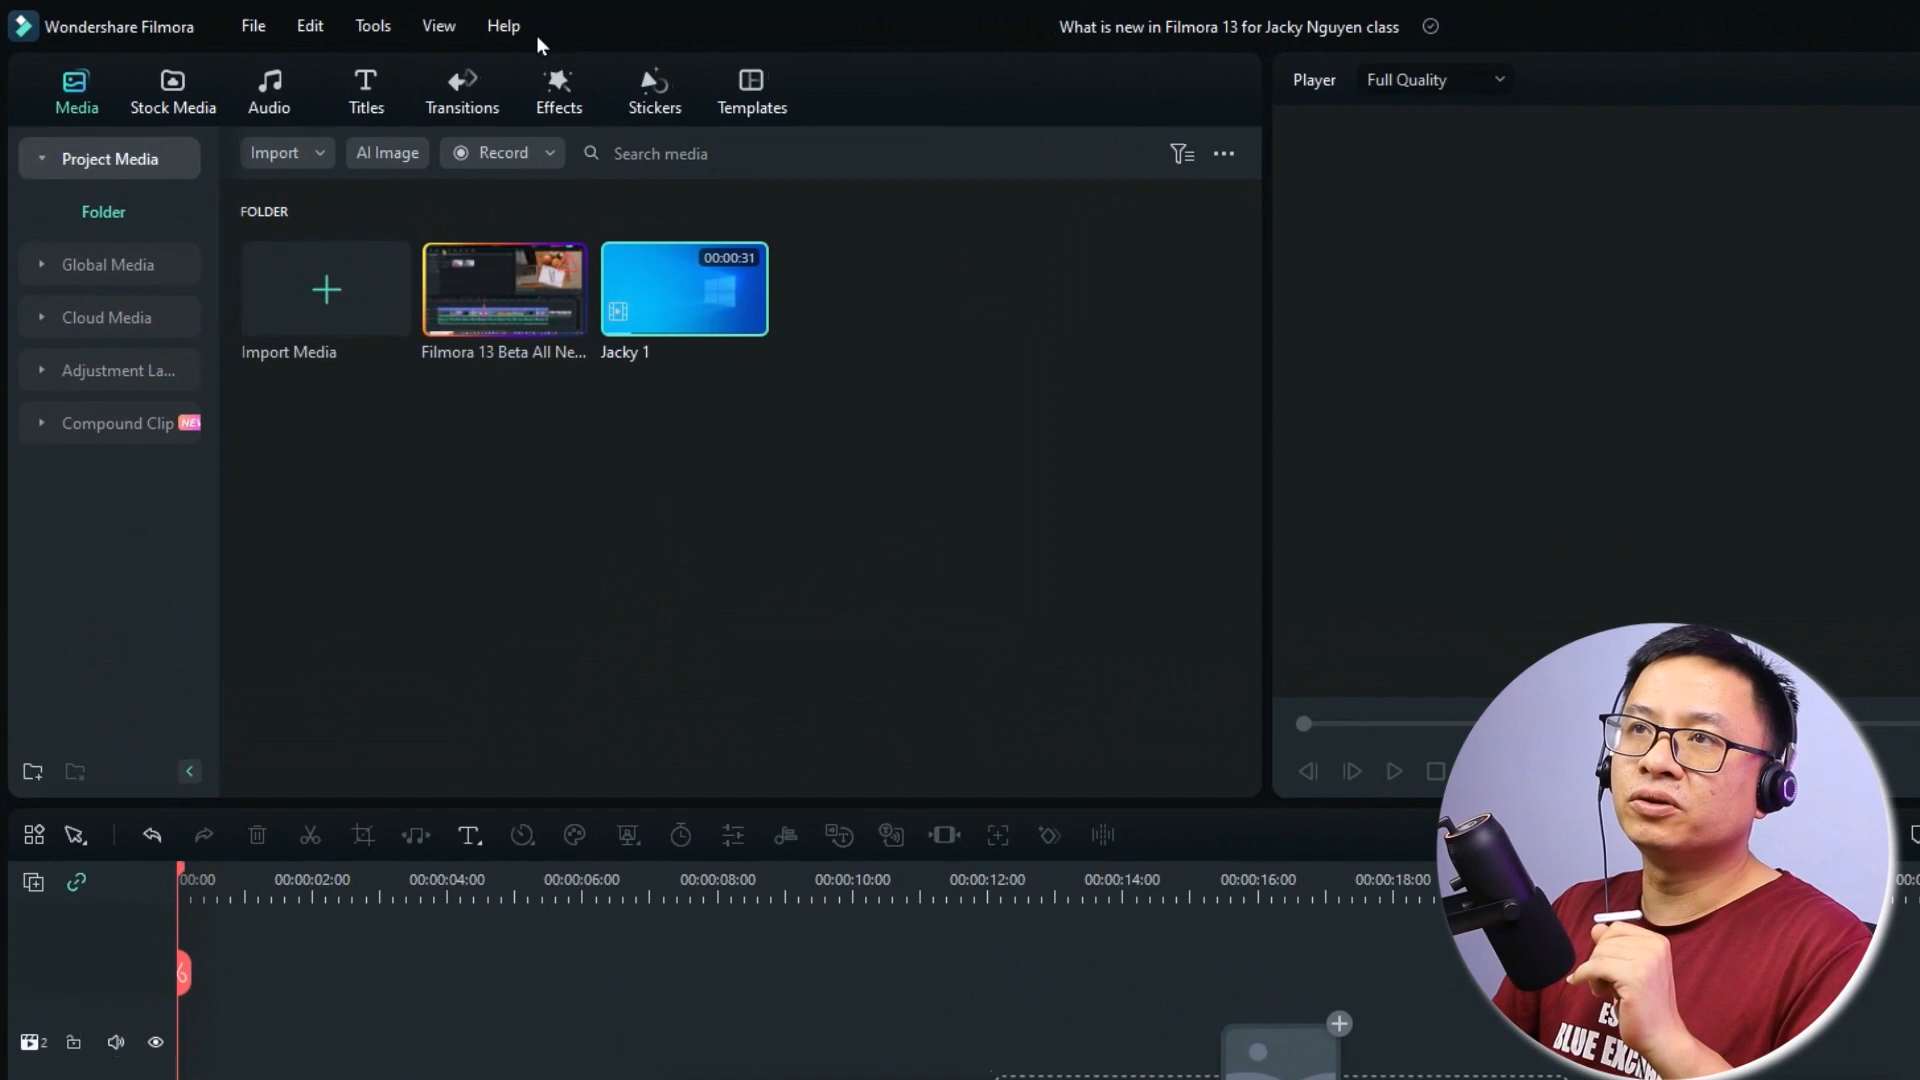 Wondershare Filmora
File
Edit
Tools
View
Help
What is new in Filmora 13 for Jacky Nguyen class
Media
Stock Media
Audio
Titles
Transitions
Effects
Stickers
Templates
Player
Full Quality
Project Media
Folder
Global Media
Cloud Media
Adjustment La...
Compound Clip
Import
AI Image
Record
Search media
FOLDER
00:00:31
Import Media
Filmora 13 Beta All Ne...
Jacky 1
00:00
00:00:02:00
00:00:04:00
00:00:06:00
00:00:08:00
00:00:10:00
00:00:12:00
00:00:14:00
00:00:16:00
00:00:18:00
2
BLUE